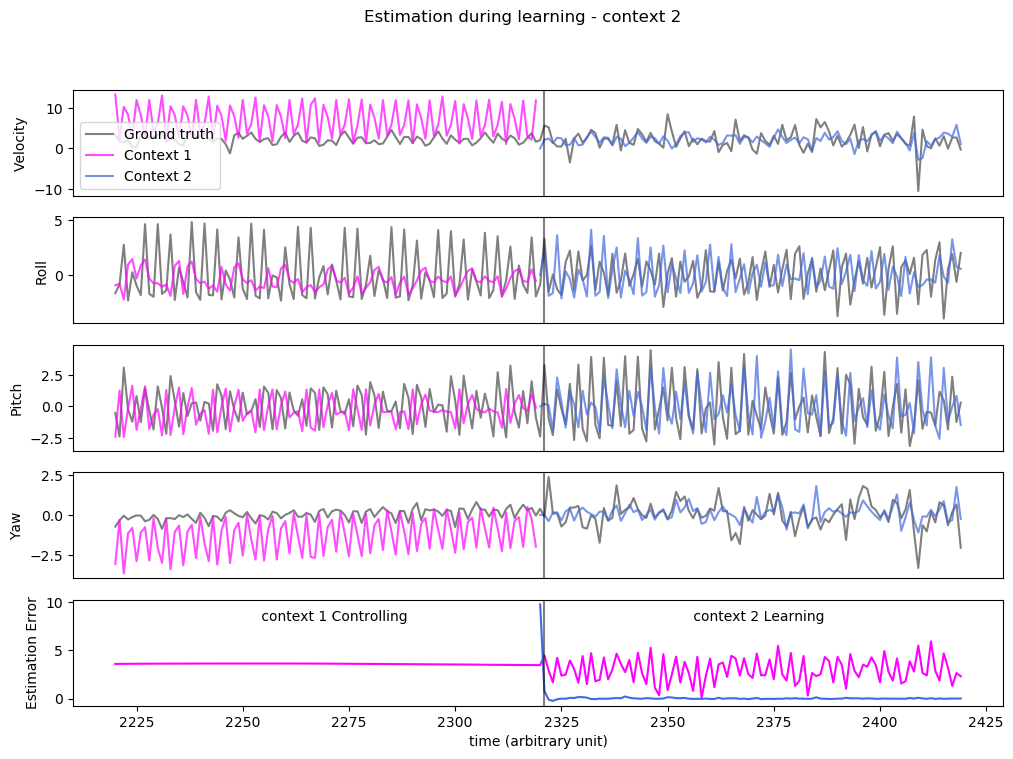 Estimation during learning - context 2
Velocity
10
0
−10
Ground truth
Context 1
Context 2
Roll
5
0
Pitch
2.5
0.0
−2.5
Yaw
2.5
0.0
−2.5
Estimation Error
10
5
0
context 1 Controlling
context 2 Learning
2225 2250 2275 2300 2325 2350 2375 2400 2425
time (arbitrary unit)